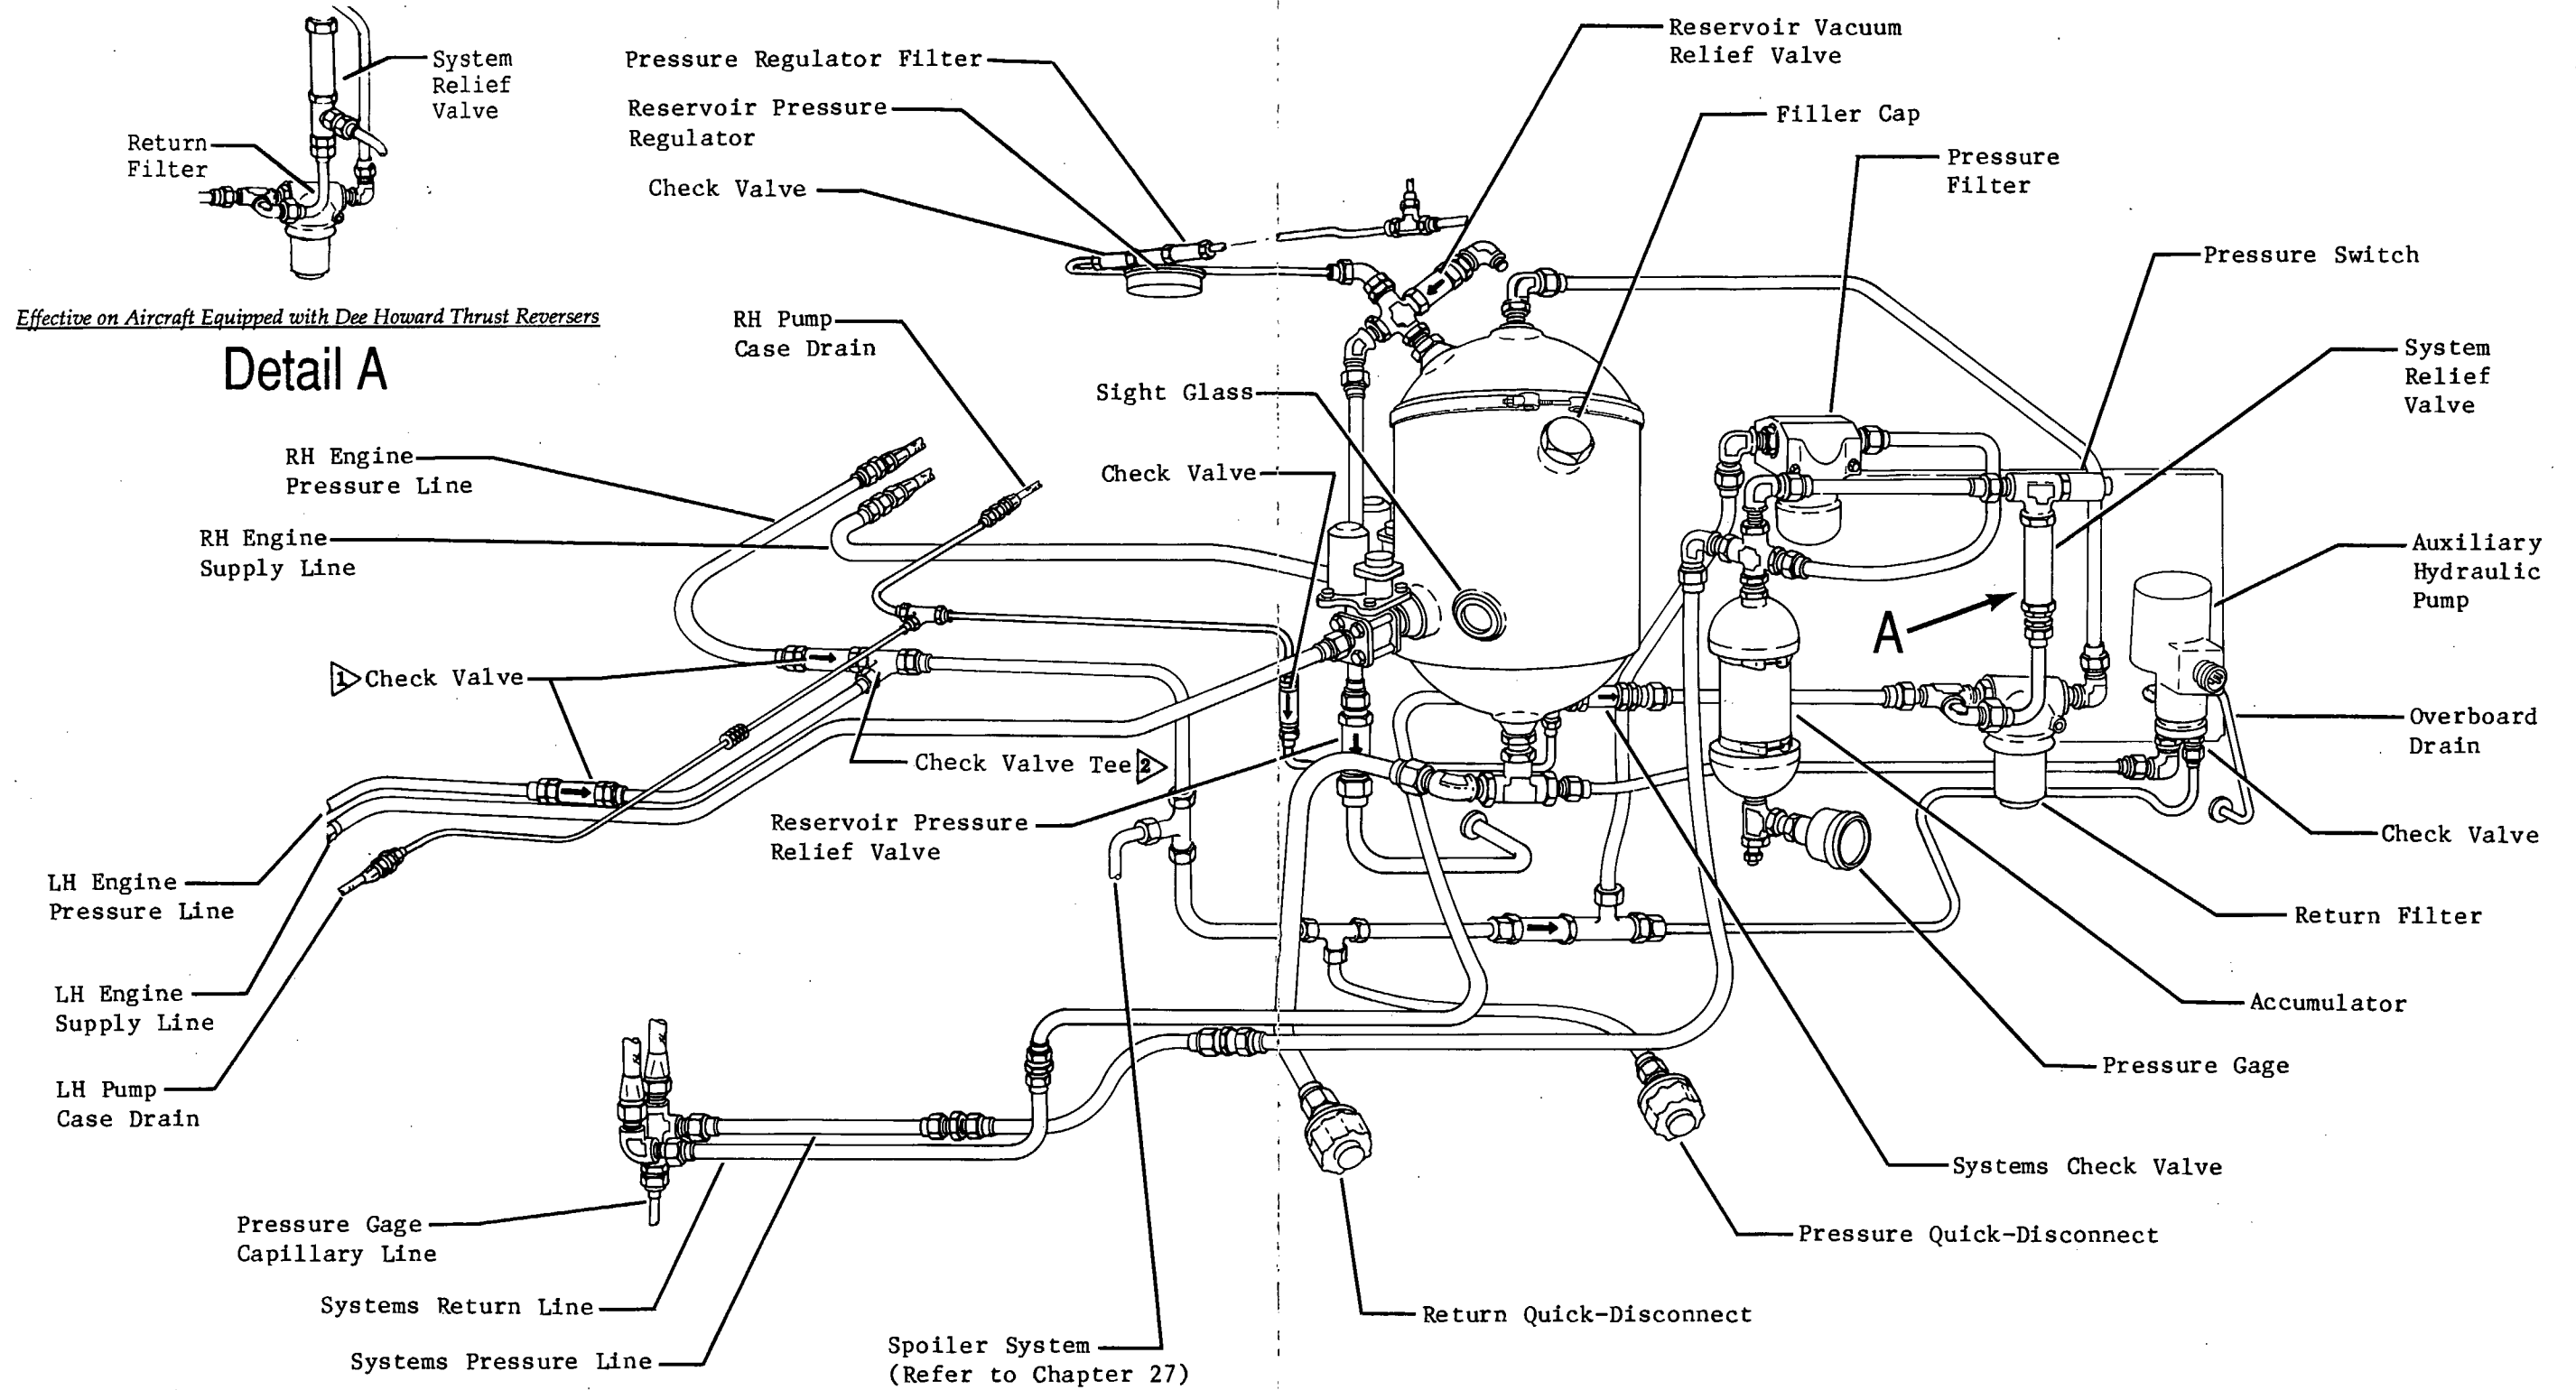 System
Relief
Valve
Return
Filter
Effective on Aircraft Equipped with Dee Howard Thrust Reversers
Detail A
Pressure Regulator Filter
Reservoir Pressure
Regulator
Check Valve
Reservoir Vacuum
Relief Valve
Filler Cap
Pressure
Filter
Pressure Switch
System
Relief
Valve
RH Pump
Case Drain
Sight Glass
Check Valve
RH Engine
Pressure Line
RH Engine
Supply Line
Auxiliary
Hydraulic
Pump
A
1 Check Valve
Check Valve Tee 2
Overboard
Drain
Reservoir Pressure
Relief Valve
Check Valve
LH Engine
Pressure Line
Return Filter
LH Engine
Supply Line
Accumulator
LH Pump
Case Drain
Pressure Gage
Systems Check Valve
Pressure Gage
Capillary Line
Pressure Quick-Disconnect
Systems Return Line
Return Quick-Disconnect
Systems Pressure Line
Spoiler System
(Refer to Chapter 27)